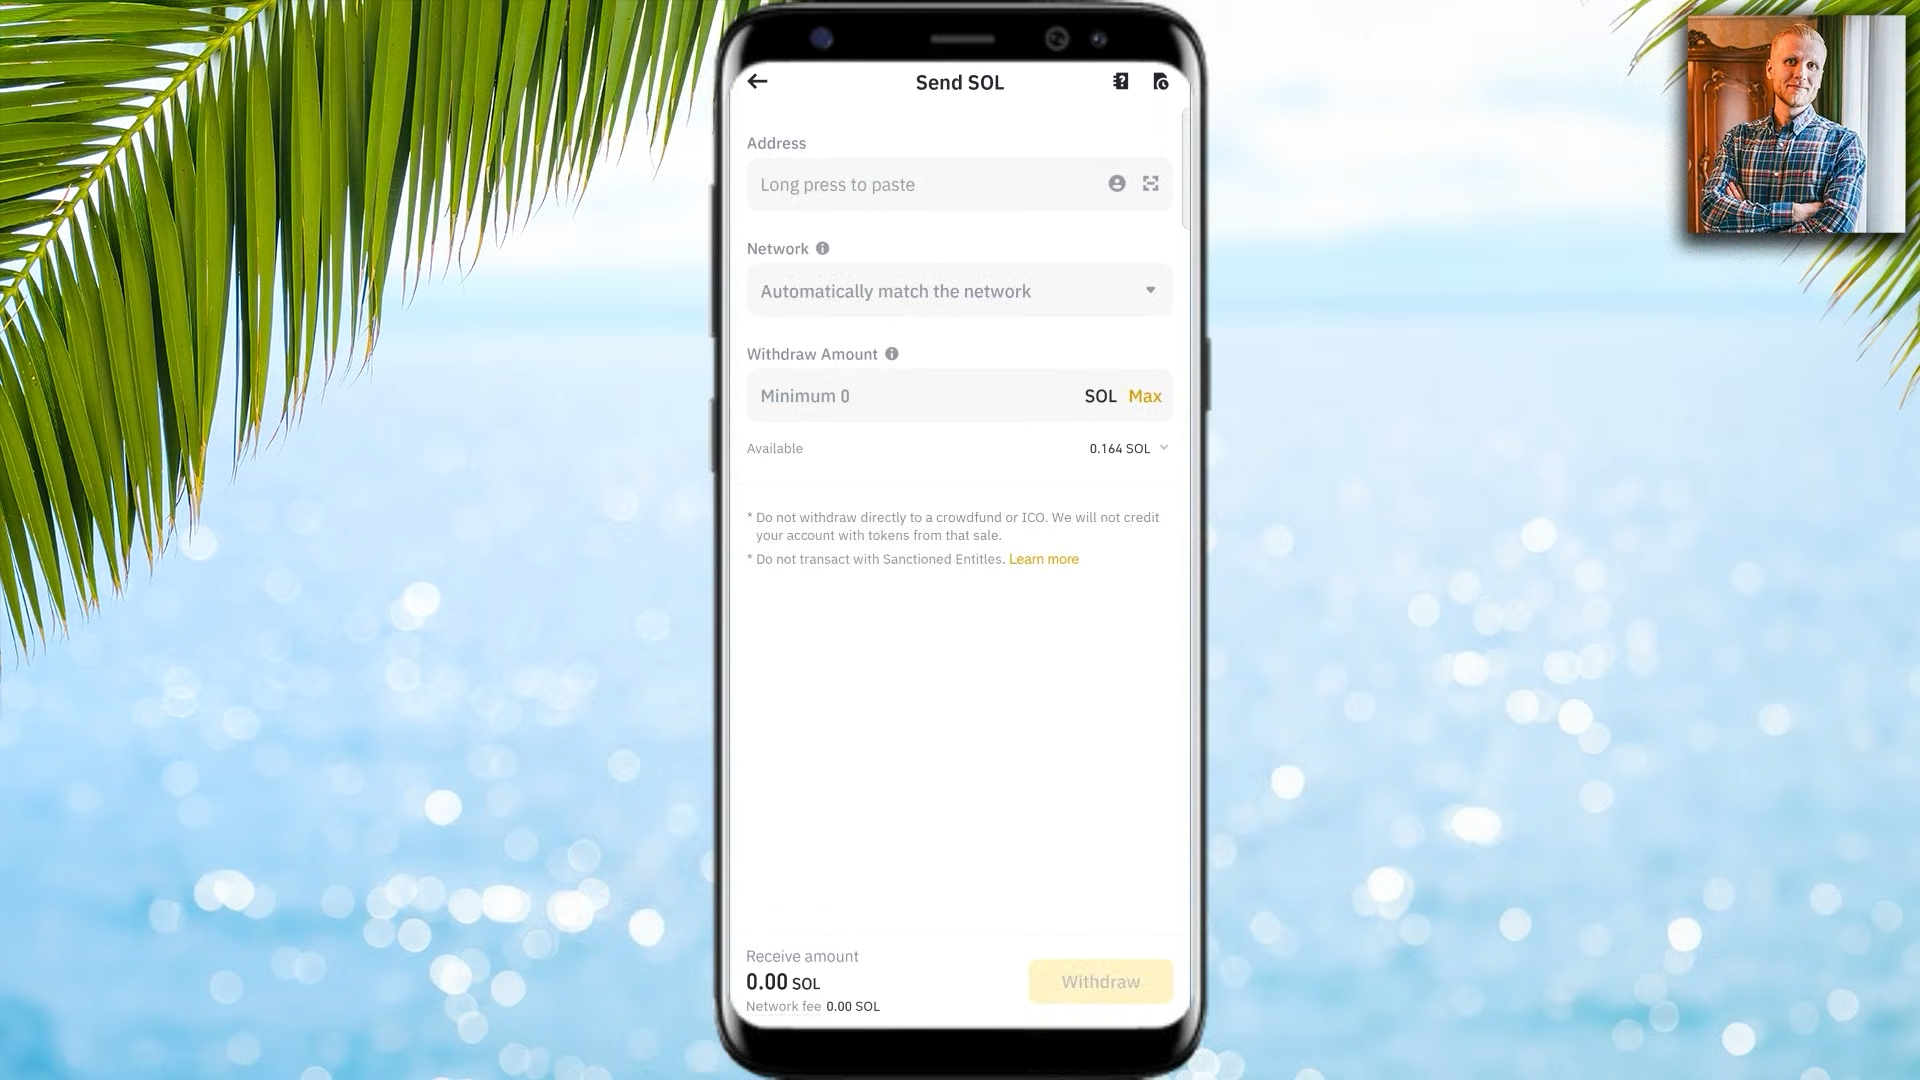 Send SOL
Address
Long press to paste
Network
Automatically match the network
Withdraw Amount
Minimum 0 SOL Max
Available 0.164 SOL
* Do not withdraw directly to a crowdfund or ICO. We will not credit
your account with tokens from that sale.
* Do not transact with Sanctioned Entitles. Learn more
Receive amount
0.00 SOL
Withdraw
Network fee 0.00 SOL